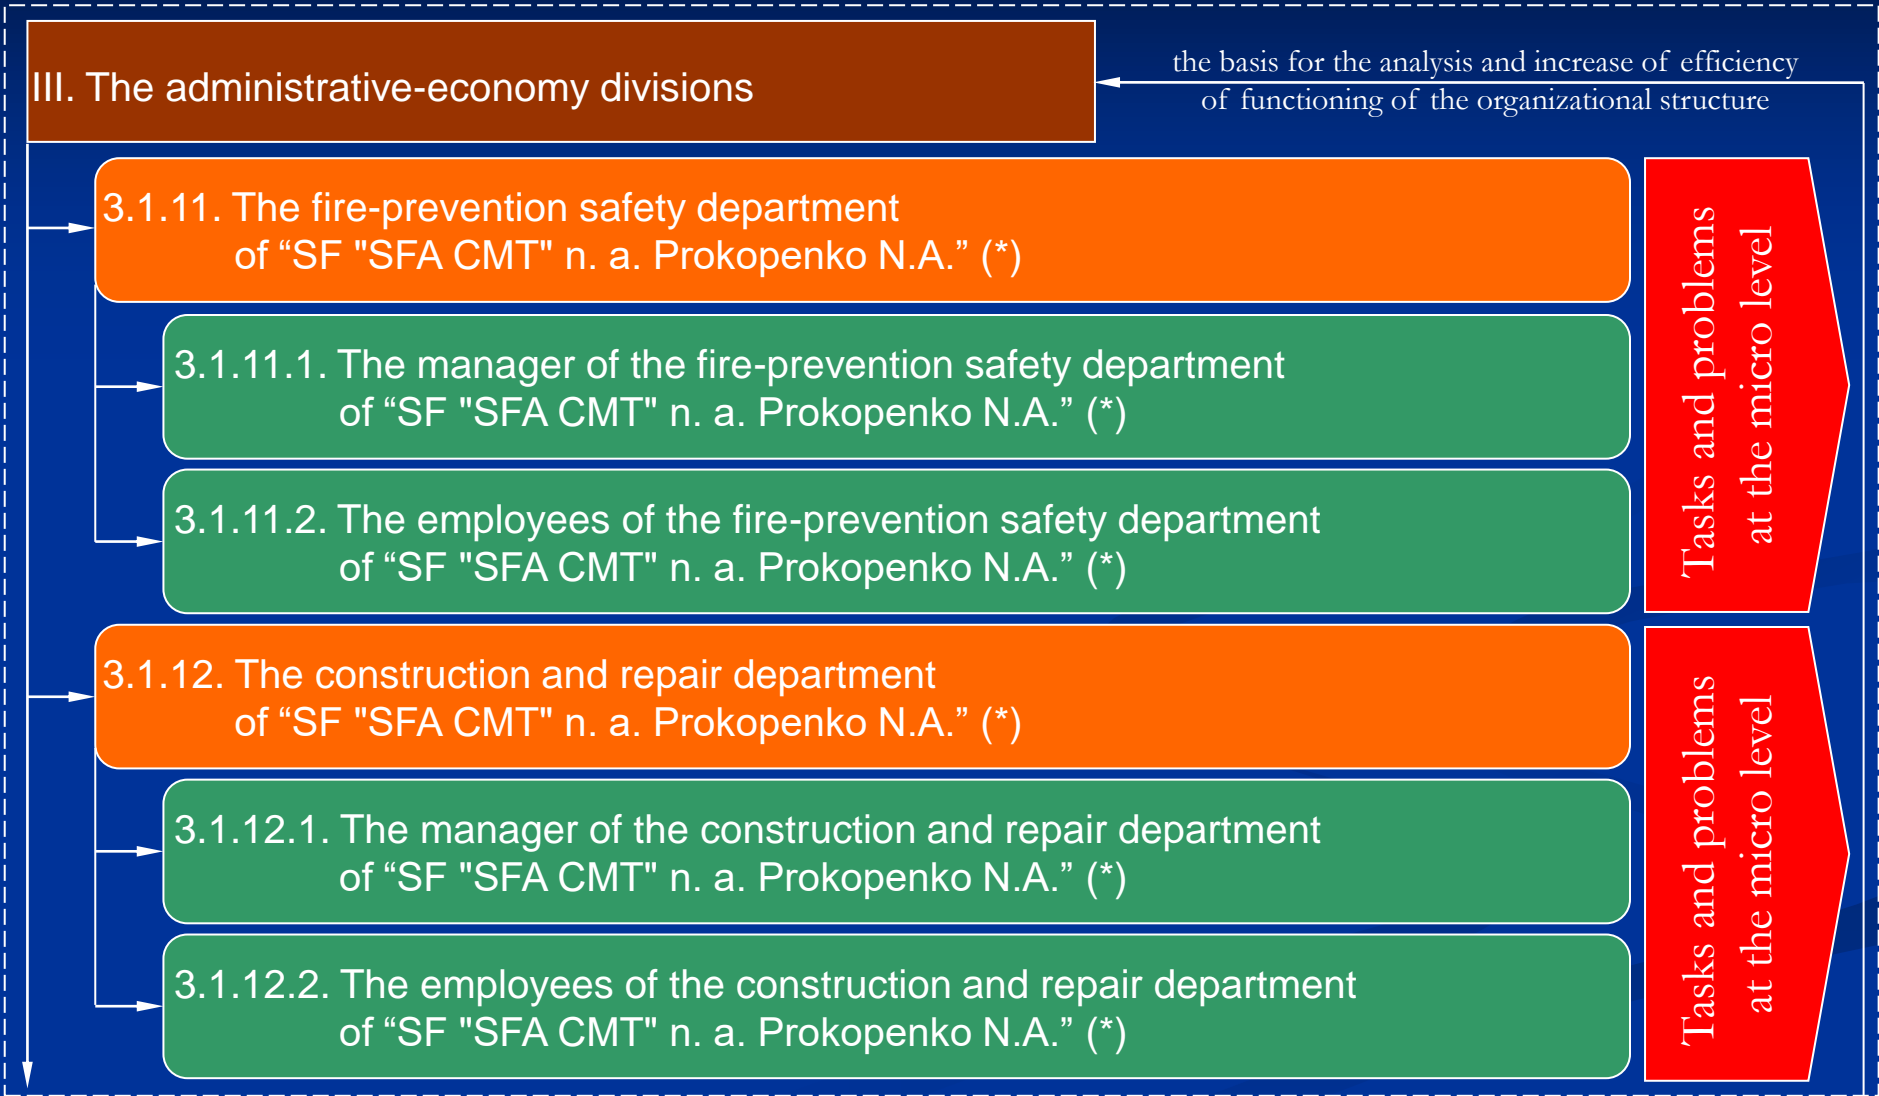 III. The administrative-economy divisions
the basis for the analysis and increase of efficiency
of functioning of the organizational structure
3.1.11. The fire-prevention safety department
of “SF "SFA CMT" n. a. Prokopenko N.A.” (*)
3.1.11.1. The manager of the fire-prevention safety department
of “SF "SFA CMT" n. a. Prokopenko N.A.” (*)
3.1.11.2. The employees of the fire-prevention safety department
of “SF "SFA CMT" n. a. Prokopenko N.A.” (*)
Tasks and problems
at the micro level
3.1.12. The construction and repair department
of “SF "SFA CMT" n. a. Prokopenko N.A.” (*)
3.1.12.1. The manager of the construction and repair department
of “SF "SFA CMT" n. a. Prokopenko N.A.” (*)
3.1.12.2. The employees of the construction and repair department
of “SF "SFA CMT" n. a. Prokopenko N.A.” (*)
Tasks and problems
at the micro level